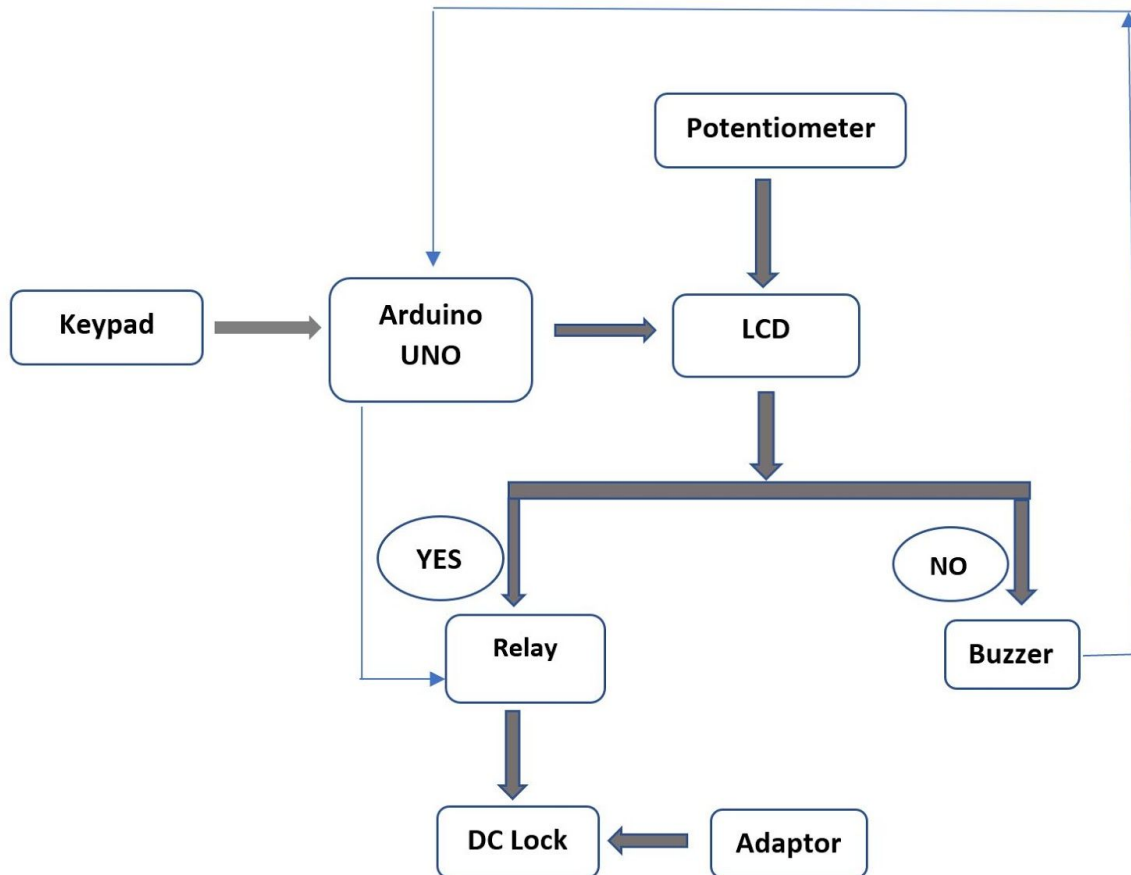 Potentiometer
Keypad
Arduino
UNO
LCD
YES
NO
Relay
Buzzer
DC Lock
Adaptor